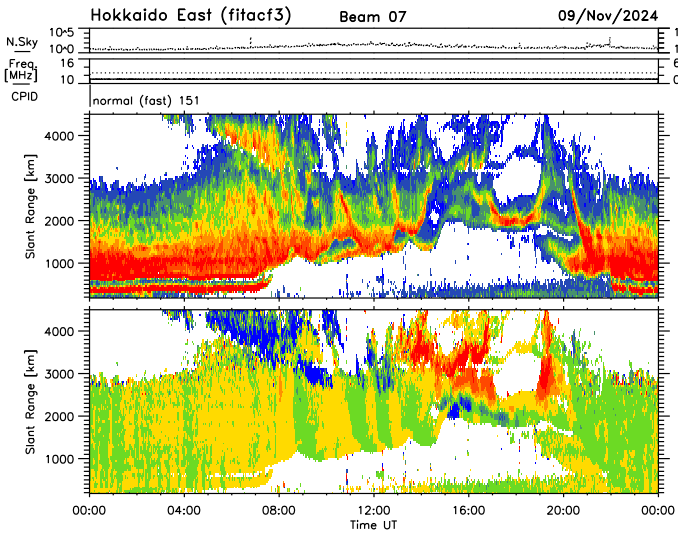 Hokkaido East (fitacf3) Beam 07 09/Nov/2024
N.Sky 10^5 10^0 1 1
Freq. [MHz] 16 10 6 0
CPID normal (fast) 151
Slant Range [km] 4000 3000 2000 1000
Slant Range [km] 4000 3000 2000 1000
00:00 04:00 08:00 12:00 16:00 20:00 00:00
Time UT